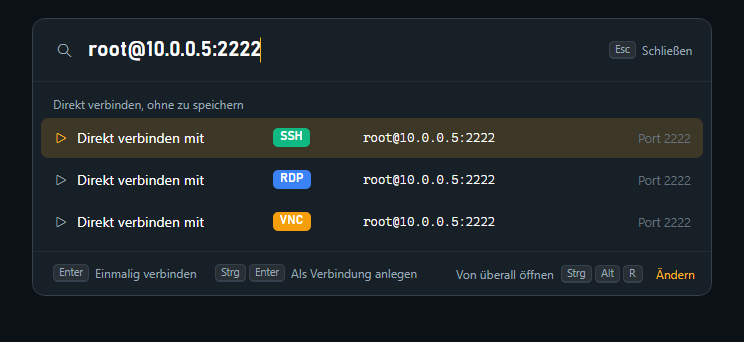 root@10.0.0.5:2222 Esc Schließen
Direkt verbinden, ohne zu speichern
Direkt verbinden mit SSH root@10.0.0.5:2222 Port 2222
Direkt verbinden mit RDP root@10.0.0.5:2222 Port 2222
Direkt verbinden mit VNC root@10.0.0.5:2222 Port 2222
Enter Einmalig verbinden Strg Enter Als Verbindung anlegen Von überall öffnen Strg Alt R Ändern